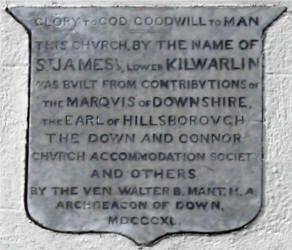 GLORY TO GOD GOODWILL TO MAN
THIS CHVRCH, BY THE NAME OF
ST JAMES', LOWER KILWARLIN
WAS BVILT FROM CONTRIBVTIONS OF
THE MARQVIS OF DOWNSHIRE,
THE EARL OF HILLSBOROVGH,
THE DOWN AND CONNOR
CHVRCH ACCOMMODATION SOCIETY
AND OTHERS
BY THE VEN. WALTER B. MANT, M.A
ARCHDEACON OF DOWN,
MDCCCXL.